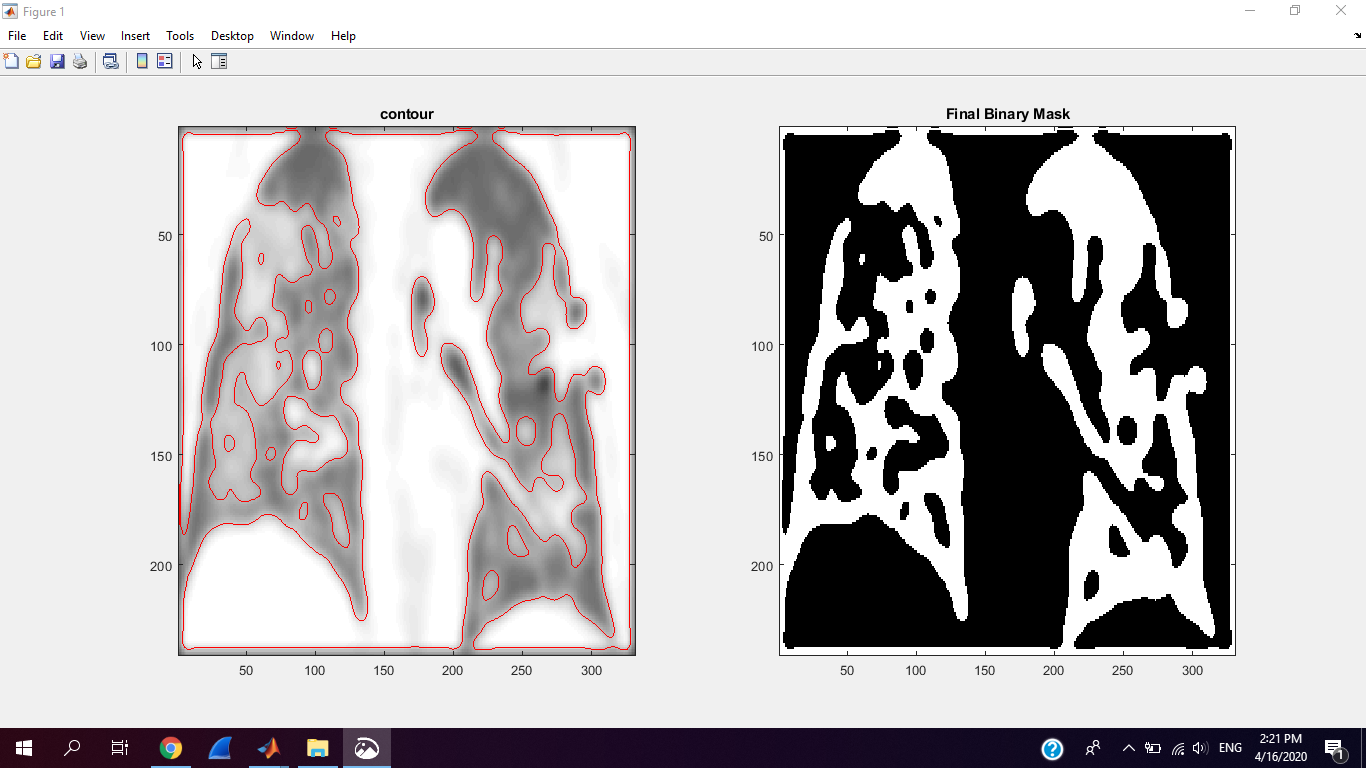 Figure 1
File Edit View Insert Tools Desktop Window Help
contour
50
100
150
200
50 100 150 200 250 300
Final Binary Mask
50
100
150
200
50 100 150 200 250 300
ENG
2:21 PM
4/16/2020
1